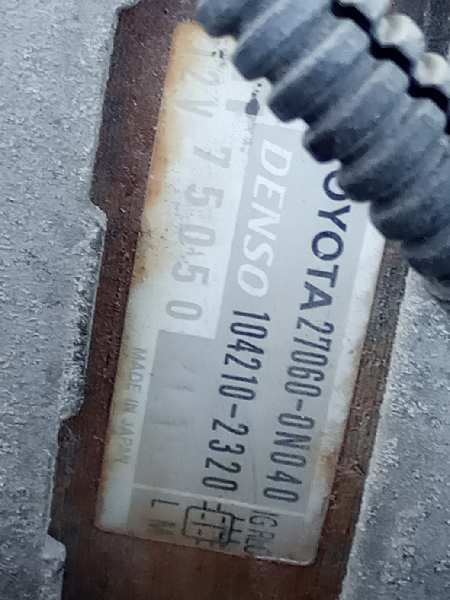 TOYOTA 27060-0N040
DENSO 104210-2320
12V 75050
MADE IN JAPAN
L M